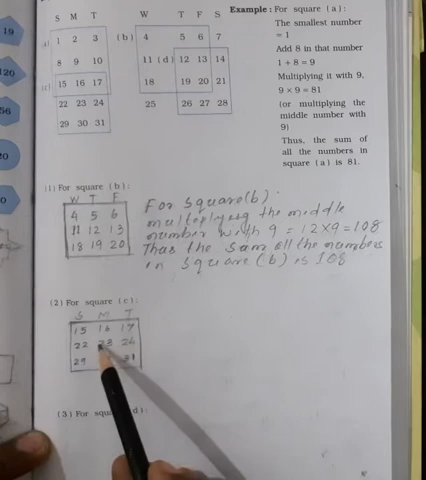 19
120
56
20
0
S M T
(a) 1 2 3
8 9 10
(c) 15 16 17
22 23 24
29 30 31
W T F S
(b) 4 5 6 7
11 (d) 12 13 14
18 19 20 21
25 26 27 28
Example : For square (a) :
The smallest number
= 1
Add 8 in that number
1 + 8 = 9
Multiplying it with 9,
9 × 9 = 81
(or multiplying the
middle number with
9)
Thus, the sum of
all the numbers in
square (a) is 81.
(1) For square (b) :
W T F
4 5 6
11 12 13
18 19 20
For square(b)
multeplyeng the middle
number with 9 = 12×9=108
Thus the sum all the numbers
in square (b) is 108
(2) For square (c) :
S M T
15 16 17
22 23 24
29 31
(3) For squ d) :